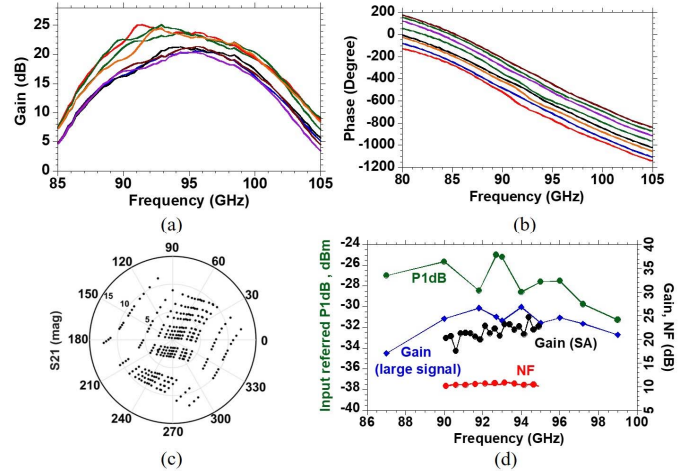 30
25
20
15
10
5
0
Gain (dB)
85 90 95 100 105
Frequency (GHz)
(a)
200
0
-200
-400
-600
-800
-1000
-1200
Phase (Degree)
80 85 90 95 100 105
Frequency (GHz)
(b)
90
120 60
150 30
180 0
210 330
240 300
270
15 10 5
S21 (mag)
(c)
-24
-26
-28
-30
-32
-34
-36
-38
-40
Input referred P1dB , dBm
P1dB
Gain (SA)
Gain
(large signal)
NF
40
35
30
25
20
15
10
5
Gain, NF (dB)
86 88 90 92 94 96 98 100
Frequency (GHz)
(d)